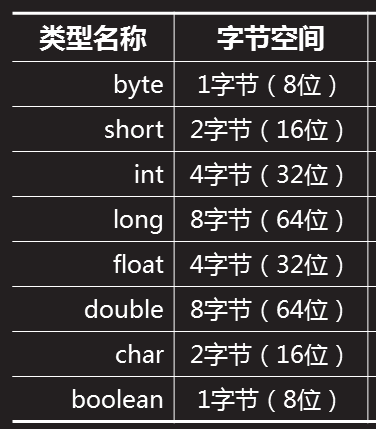 类型名称 字节空间
byte 1字节（8位）
short 2字节（16位）
int 4字节（32位）
long 8字节（64位）
float 4字节（32位）
double 8字节（64位）
char 2字节（16位）
boolean 1字节（8位）